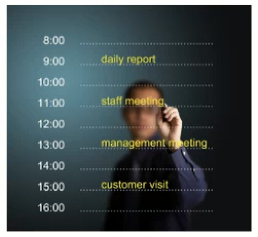 8:00
9:00 daily report
10:00
11:00 staff meeting
12:00
13:00 management meeting
14:00
15:00 customer visit
16:00